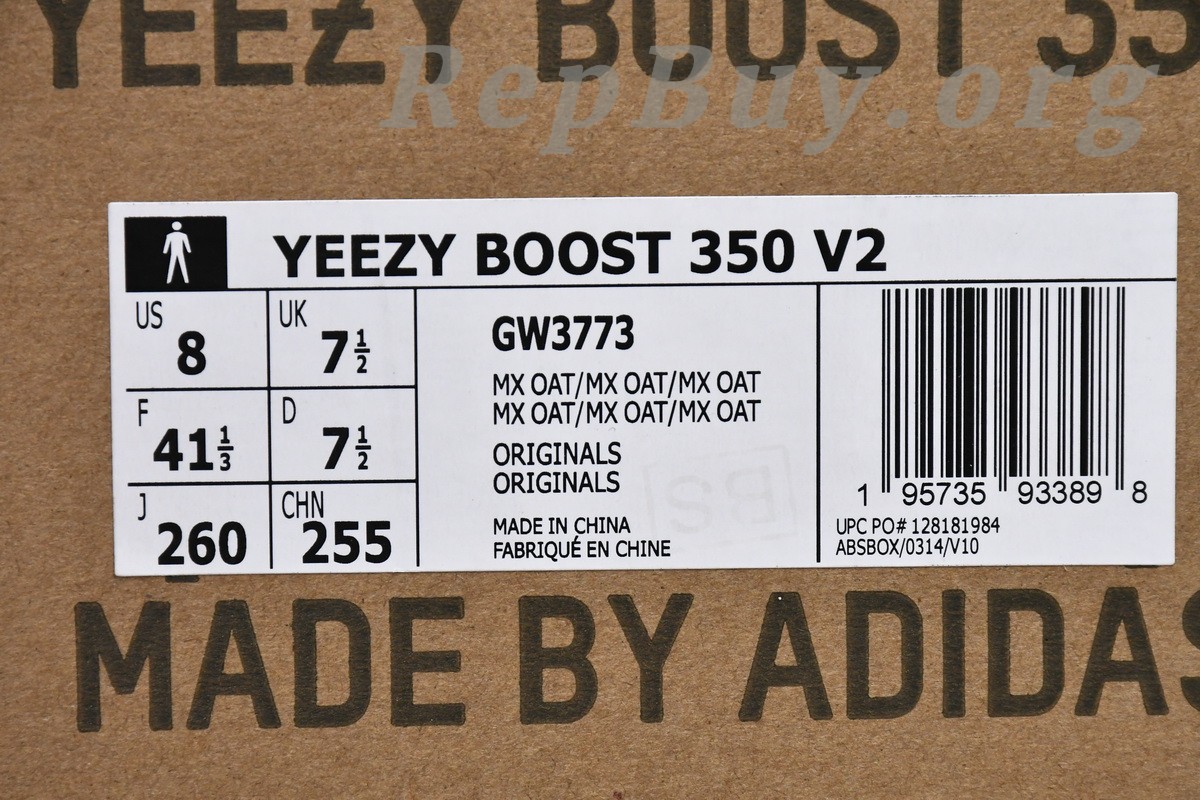 YEEZY BOOST 35
RepBuy.org
YEEZY BOOST 350 V2
US 8
UK 7 1/2
F 41 1/3
D 7 1/2
J 260
CHN 255
GW3773
MX OAT/MX OAT/MX OAT
MX OAT/MX OAT/MX OAT
ORIGINALS
ORIGINALS
MADE IN CHINA
FABRIQUÉ EN CHINE
1 95735 93389 8
UPC PO# 128181984
ABSBOX/0314/V10
MADE BY ADIDAS